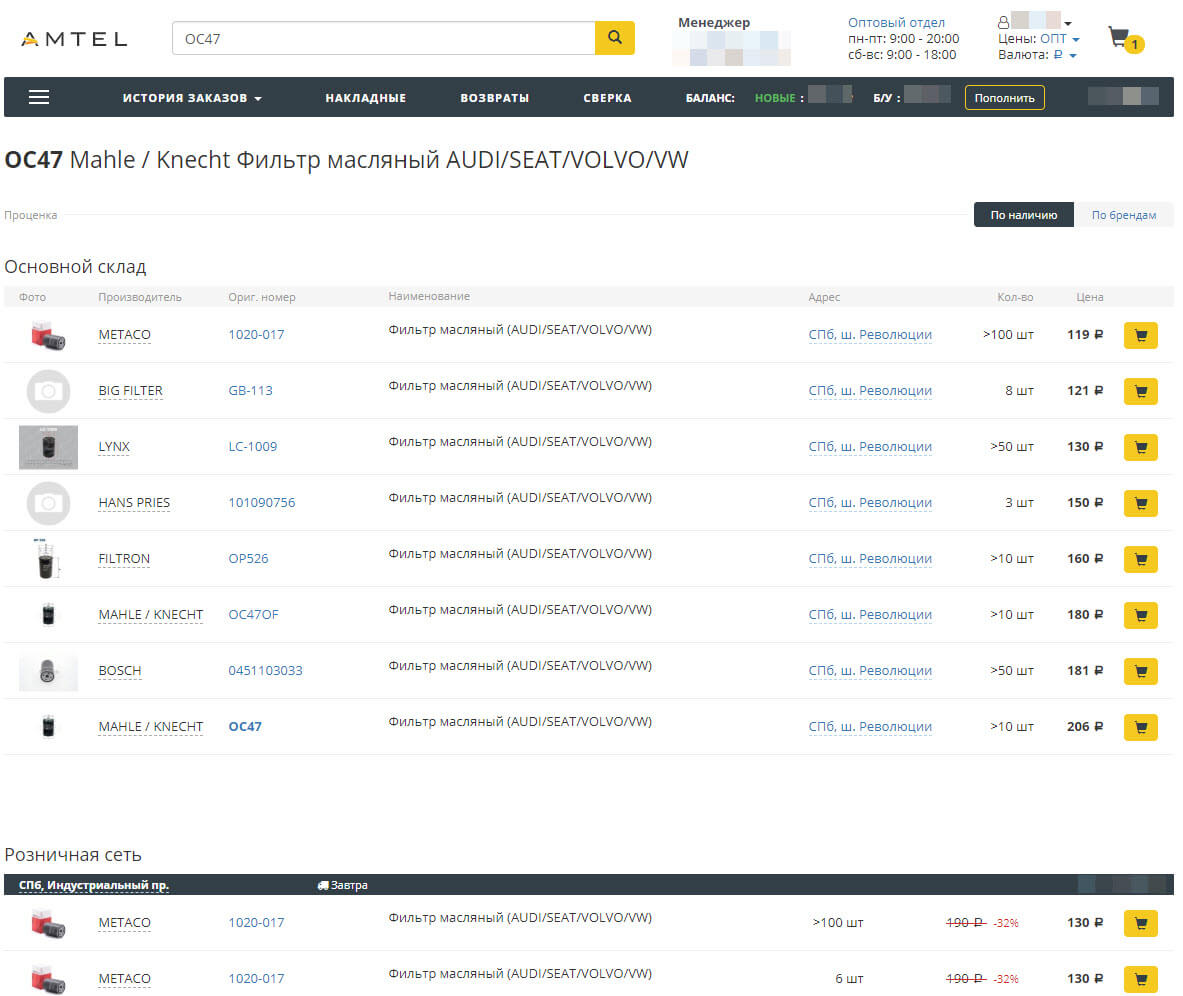 AMTEL
OC47
Менеджер
Оптовый отдел
пн-пт: 9:00 - 20:00
сб-вс: 9:00 - 18:00
Цены: ОПТ
Валюта: ₽
1
ИСТОРИЯ ЗАКАЗОВ НАКЛАДНЫЕ ВОЗВРАТЫ СВЕРКА БАЛАНС: НОВЫЕ : Б/У : Пополнить
OC47 Mahle / Knecht Фильтр масляный AUDI/SEAT/VOLVO/VW
Проценка По наличию По брендам
Основной склад
Фото Производитель Ориг. номер Наименование Адрес Кол-во Цена
METACO 1020-017 Фильтр масляный (AUDI/SEAT/VOLVO/VW) СПб, ш. Революции >100 шт 119 ₽
BIG FILTER GB-113 Фильтр масляный (AUDI/SEAT/VOLVO/VW) СПб, ш. Революции 8 шт 121 ₽
LYNX LC-1009 Фильтр масляный (AUDI/SEAT/VOLVO/VW) СПб, ш. Революции >50 шт 130 ₽
HANS PRIES 101090756 Фильтр масляный (AUDI/SEAT/VOLVO/VW) СПб, ш. Революции 3 шт 150 ₽
FILTRON OP526 Фильтр масляный (AUDI/SEAT/VOLVO/VW) СПб, ш. Революции >10 шт 160 ₽
MAHLE / KNECHT OC47OF Фильтр масляный (AUDI/SEAT/VOLVO/VW) СПб, ш. Революции >10 шт 180 ₽
BOSCH 0451103033 Фильтр масляный (AUDI/SEAT/VOLVO/VW) СПб, ш. Революции >50 шт 181 ₽
MAHLE / KNECHT OC47 Фильтр масляный (AUDI/SEAT/VOLVO/VW) СПб, ш. Революции >10 шт 206 ₽
Розничная сеть
СПб, Индустриальный пр. Завтра
METACO 1020-017 Фильтр масляный (AUDI/SEAT/VOLVO/VW) >100 шт 190 ₽ -32% 130 ₽
METACO 1020-017 Фильтр масляный (AUDI/SEAT/VOLVO/VW) 6 шт 190 ₽ -32% 130 ₽